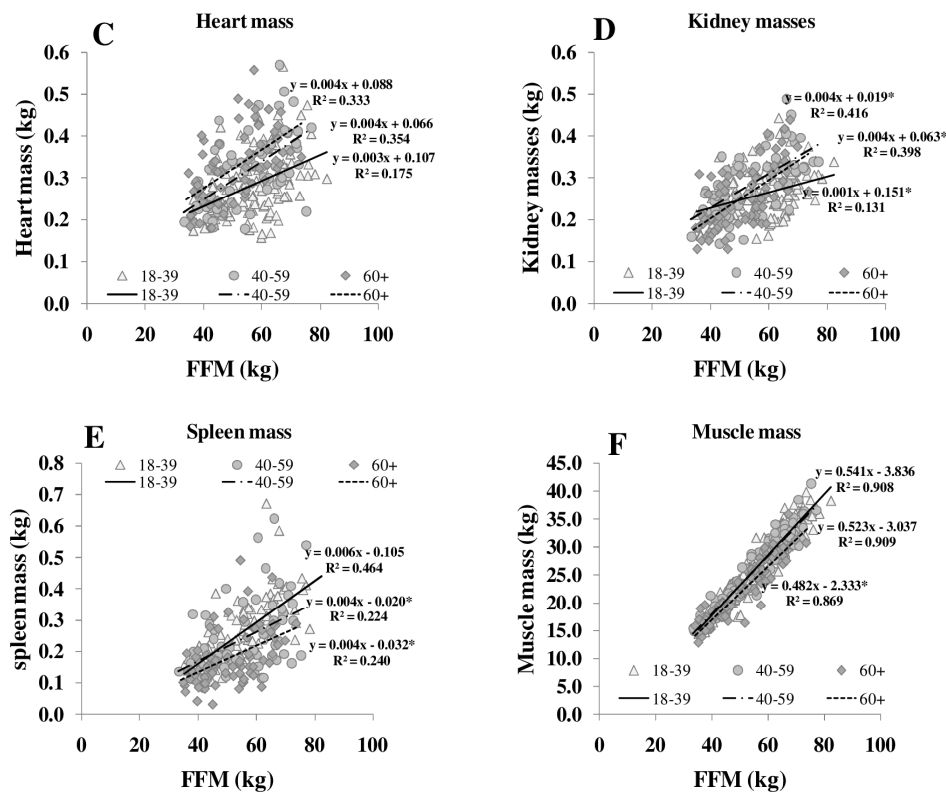 C
Heart mass
0.6
0.5
0.4
0.3
0.2
0.1
0.0
Heart mass (kg)
y = 0.004x + 0.088
R² = 0.333
y = 0.004x + 0.066
R² = 0.354
y = 0.003x + 0.107
R² = 0.175
18-39 40-59 60+
18-39 40-59 60+
0 20 40 60 80 100
FFM (kg)
D
Kidney masses
0.6
0.5
0.4
0.3
0.2
0.1
0.0
Kidney masses (kg)
y = 0.004x + 0.019*
R² = 0.416
y = 0.004x + 0.063*
R² = 0.398
y = 0.001x + 0.151*
R² = 0.131
18-39 40-59 60+
18-39 40-59 60+
0 20 40 60 80 100
FFM (kg)
E
Spleen mass
0.8
0.7
0.6
0.5
0.4
0.3
0.2
0.1
0.0
spleen mass (kg)
18-39 40-59 60+
18-39 40-59 60+
y = 0.006x - 0.105
R² = 0.464
y = 0.004x - 0.020*
R² = 0.224
y = 0.004x - 0.032*
R² = 0.240
0 20 40 60 80 100
FFM (kg)
F
Muscle mass
45.0
40.0
35.0
30.0
25.0
20.0
15.0
10.0
5.0
0.0
Muscle mass (kg)
y = 0.541x - 3.836
R² = 0.908
y = 0.523x - 3.037
R² = 0.909
y = 0.482x - 2.333*
R² = 0.869
18-39 40-59 60+
18-39 40-59 60+
0 20 40 60 80 100
FFM (kg)